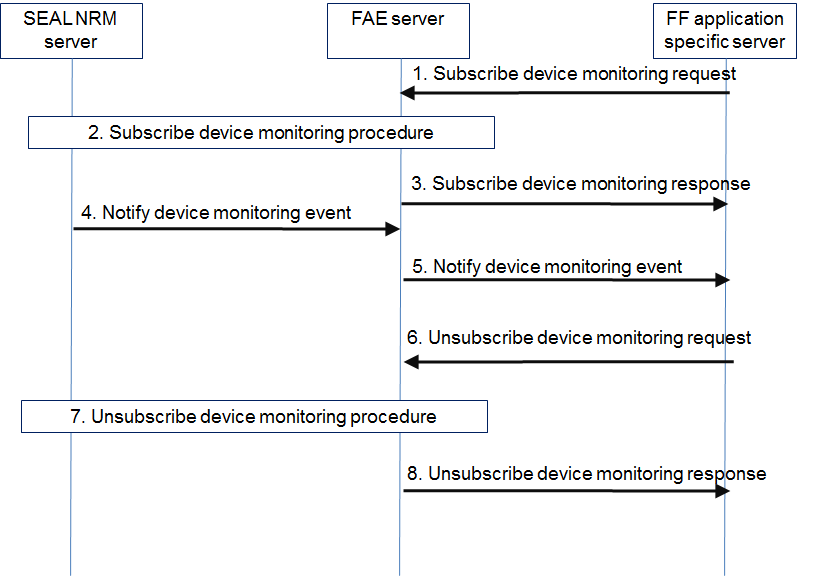 SEAL NRM
server
FAE server
FF application
specific server
1. Subscribe device monitoring request
2. Subscribe device monitoring procedure
3. Subscribe device monitoring response
4. Notify device monitoring event
5. Notify device monitoring event
6. Unsubscribe device monitoring request
7. Unsubscribe device monitoring procedure
8. Unsubscribe device monitoring response